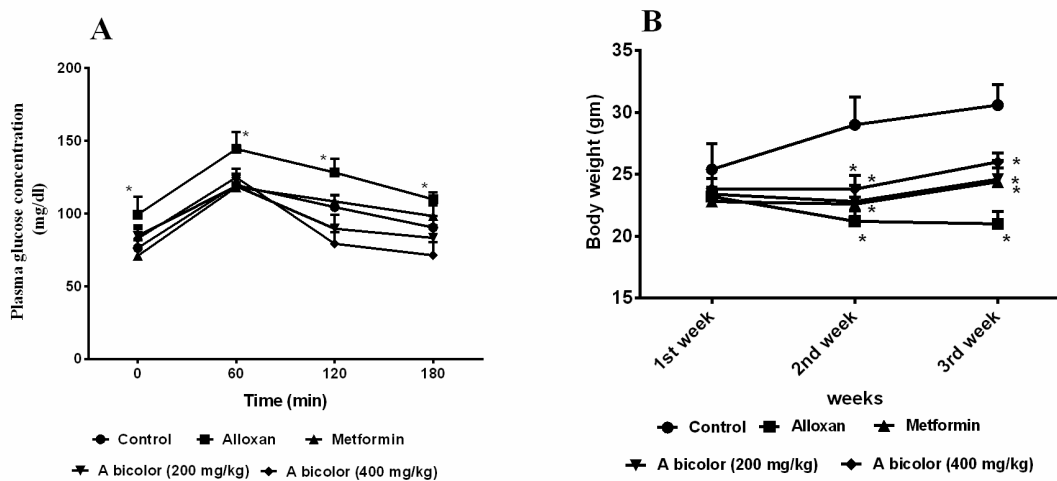 A
Plasma glucose concentration
(mg/dl)
200
150
100
50
0
*
*
*
*
0 60 120 180
Time (min)
Control Alloxan Metformin
A bicolor (200 mg/kg) A bicolor (400 mg/kg)
B
Body weight (gm)
35
30
25
20
15
*
*
*
*
*
*
*
*
1st week 2nd week 3rd week
weeks
Control Alloxan Metformin
A bicolor (200 mg/kg) A bicolor (400 mg/kg)